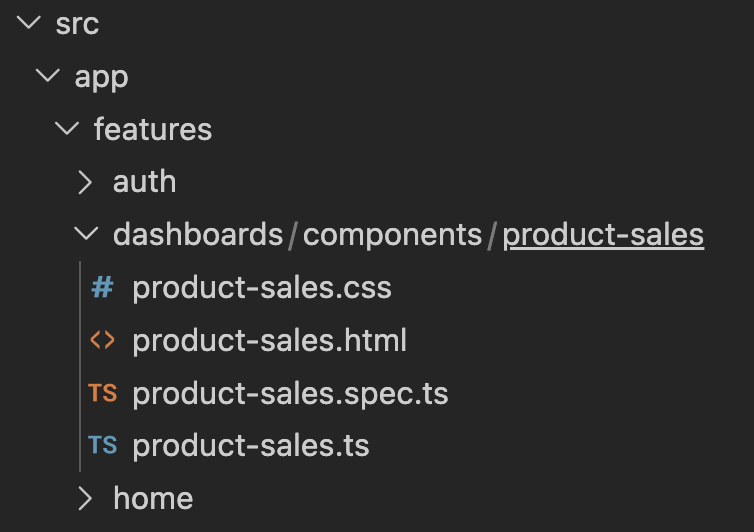 src
app
features
auth
dashboards/components/product-sales
# product-sales.css
<> product-sales.html
TS product-sales.spec.ts
TS product-sales.ts
home